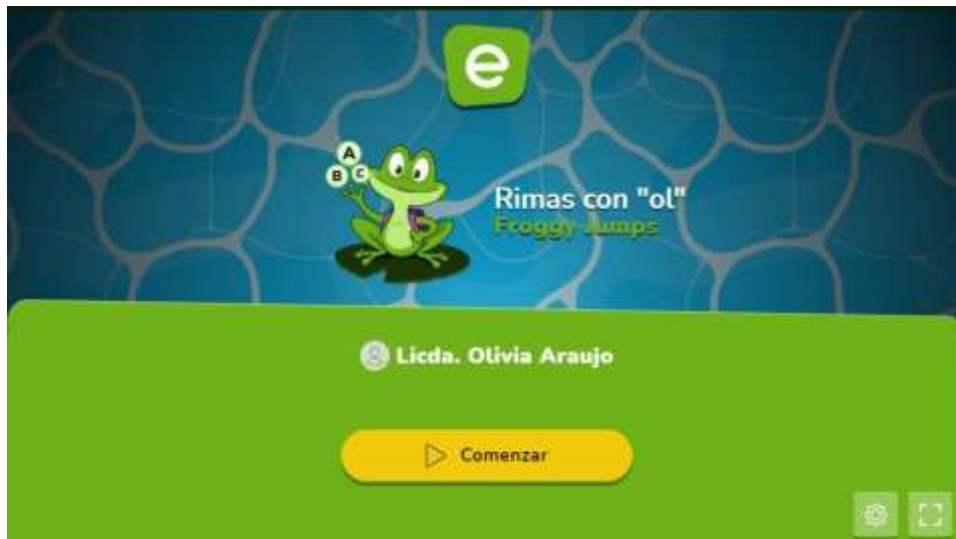 e
A
B C
Rimas con "ol"
Froggy Jumps
Licda. Olivia Araujo
Comenzar